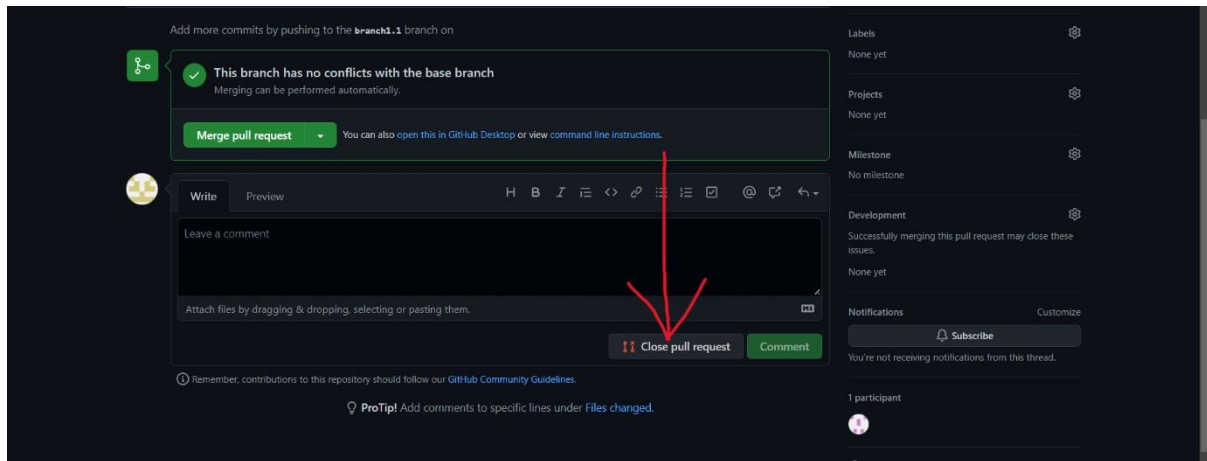 Add more commits by pushing to the branch1.1 branch on
This branch has no conflicts with the base branch
Merging can be performed automatically.
Merge pull request
You can also open this in GitHub Desktop or view command line instructions.
Write Preview
H B I
Leave a comment
Attach files by dragging & dropping, selecting or pasting them.
Close pull request Comment
Remember, contributions to this repository should follow our GitHub Community Guidelines.
ProTip! Add comments to specific lines under Files changed.
Labels
None yet
Projects
None yet
Milestone
No milestone
Development
Successfully merging this pull request may close these
issues.
None yet
Notifications Customize
Subscribe
You're not receiving notifications from this thread.
1 participant